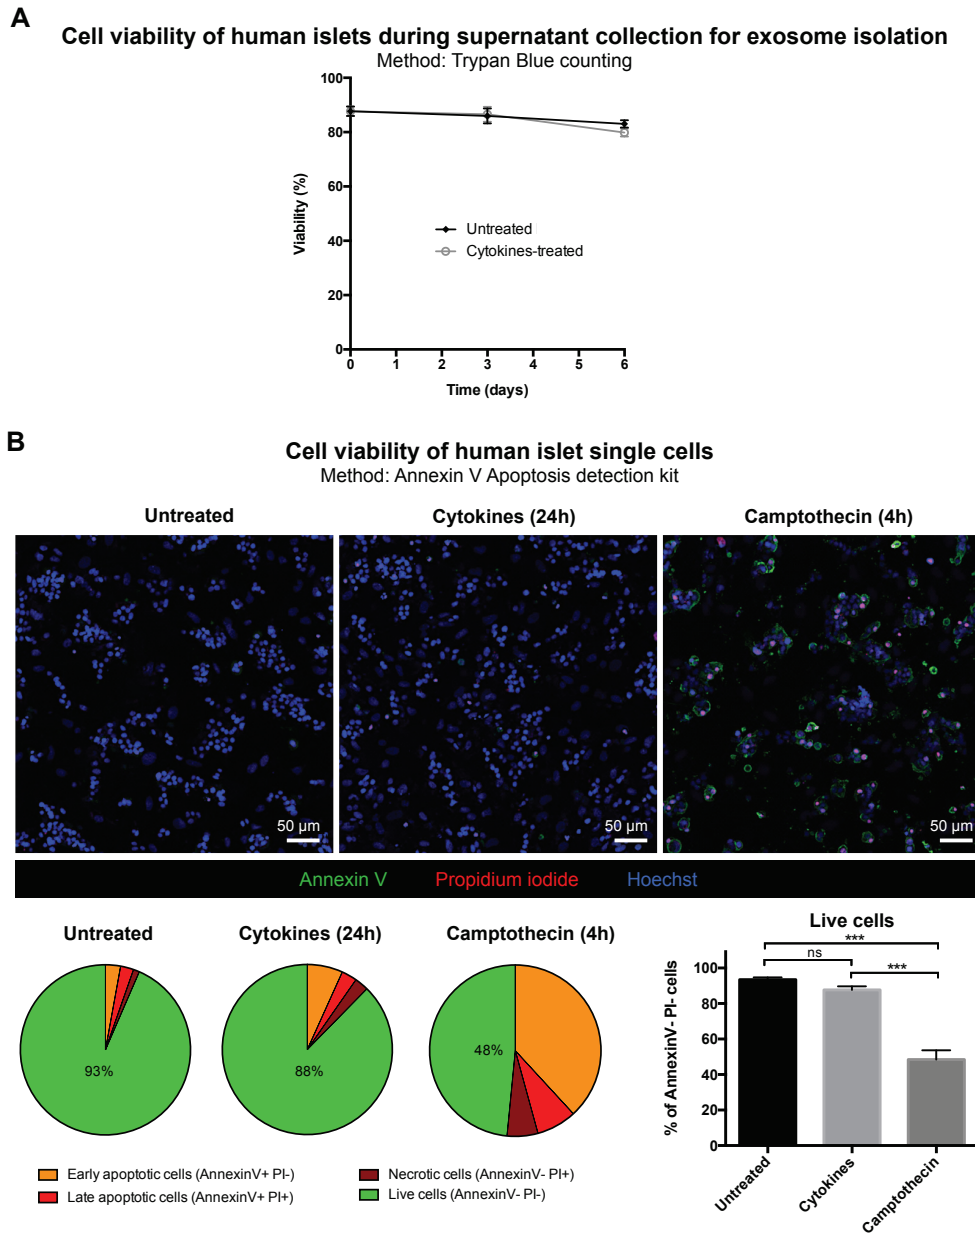 A
Cell viability of human islets during supernatant collection for exosome isolation
Method: Trypan Blue counting
100
80
60
40
20
0
Viability (%)
Untreated
Cytokines-treated
0 1 2 3 4 5 6
Time (days)
B
Cell viability of human islet single cells
Method: Annexin V Apoptosis detection kit
Untreated Cytokines (24h) Camptothecin (4h)
50 µm 50 µm 50 µm
Annexin V Propidium iodide Hoechst
Untreated Cytokines (24h) Camptothecin (4h)
93% 88% 48%
Early apoptotic cells (AnnexinV+ PI-)
Late apoptotic cells (AnnexinV+ PI+)
Necrotic cells (AnnexinV- PI+)
Live cells (AnnexinV- PI-)
Live cells
***
ns
***
100
80
60
40
20
0
% of AnnexinV- PI- cells
Untreated
Cytokines
Camptothecin